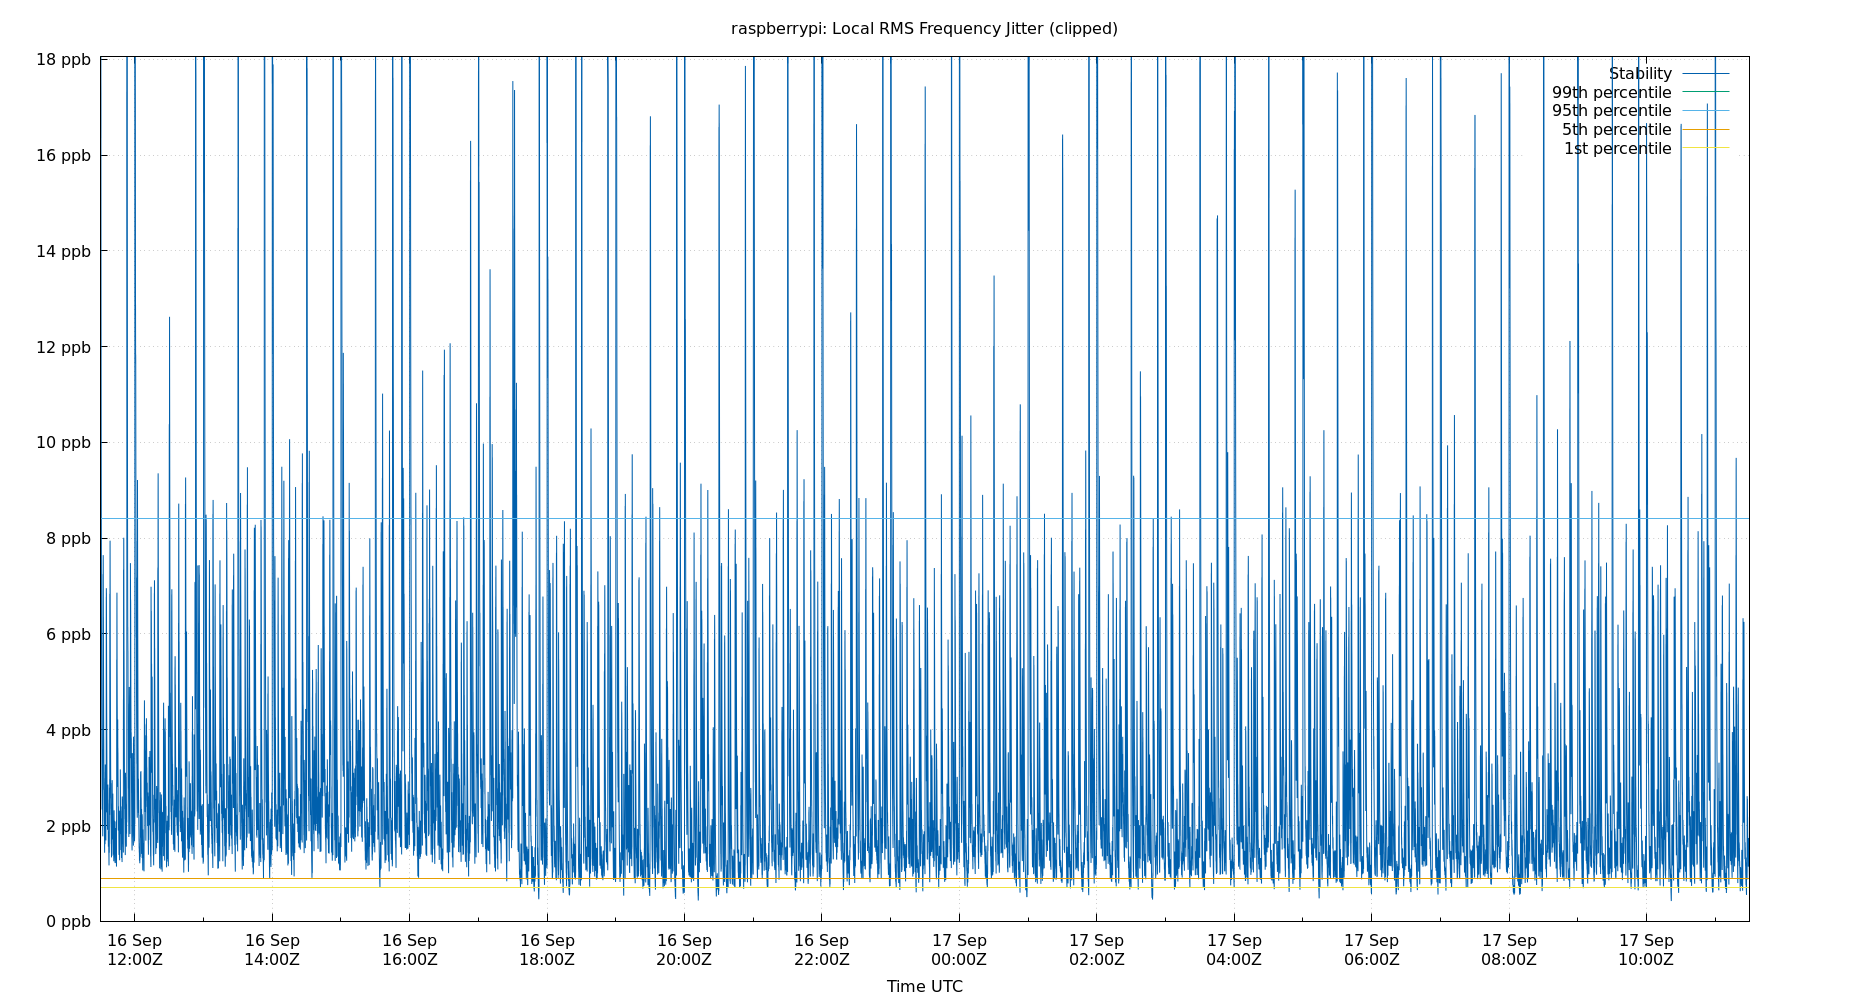 raspberrypi: Local RMS Frequency Jitter (clipped)
18 ppb
16 ppb
14 ppb
12 ppb
10 ppb
8 ppb
6 ppb
4 ppb
2 ppb
0 ppb
Stability
99th percentile
95th percentile
5th percentile
1st percentile
16 Sep 16 Sep 16 Sep 16 Sep 16 Sep 16 Sep 17 Sep 17 Sep 17 Sep 17 Sep 17 Sep 17 Sep
12:00Z 14:00Z 16:00Z 18:00Z 20:00Z 22:00Z 00:00Z 02:00Z 04:00Z 06:00Z 08:00Z 10:00Z
Time UTC